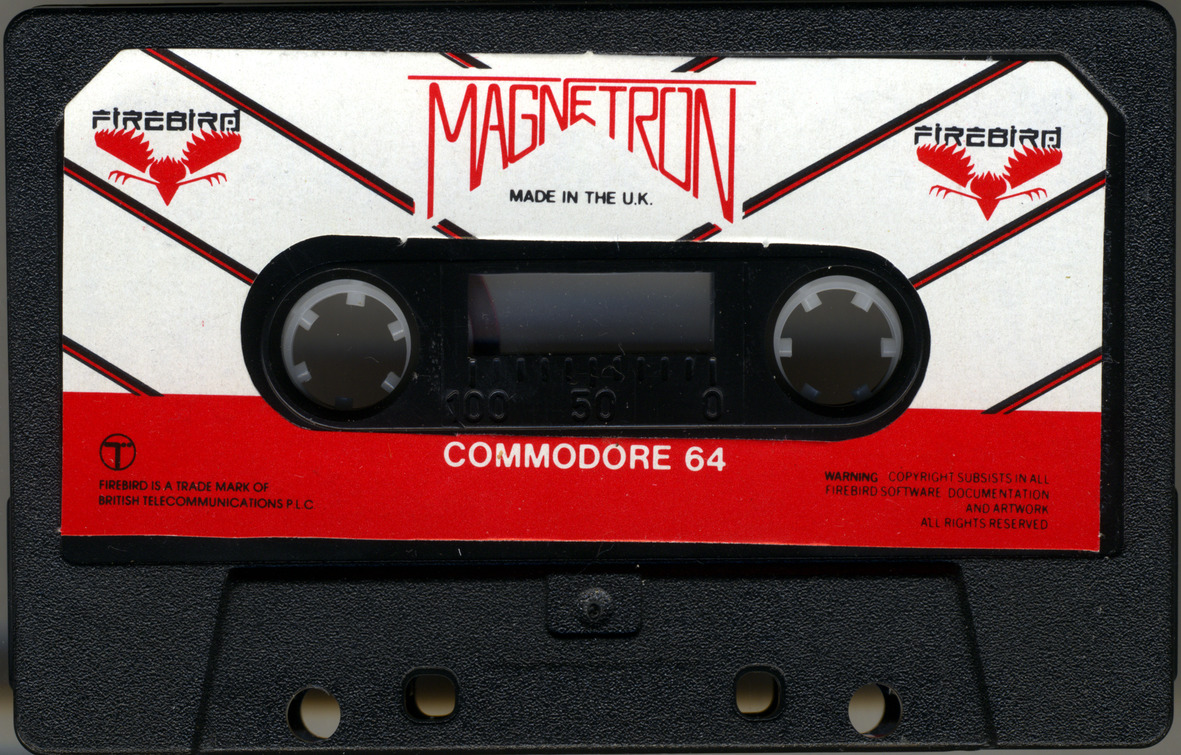 MAGNETRON
FIREBIRD
FIREBIRD
MADE IN THE U.K.
100 50 0
COMMODORE 64
T
FIREBIRD IS A TRADE MARK OF
BRITISH TELECOMMUNICATIONS P.L.C.
WARNING COPYRIGHT SUBSISTS IN ALL
FIREBIRD SOFTWARE DOCUMENTATION
AND ARTWORK
ALL RIGHTS RESERVED